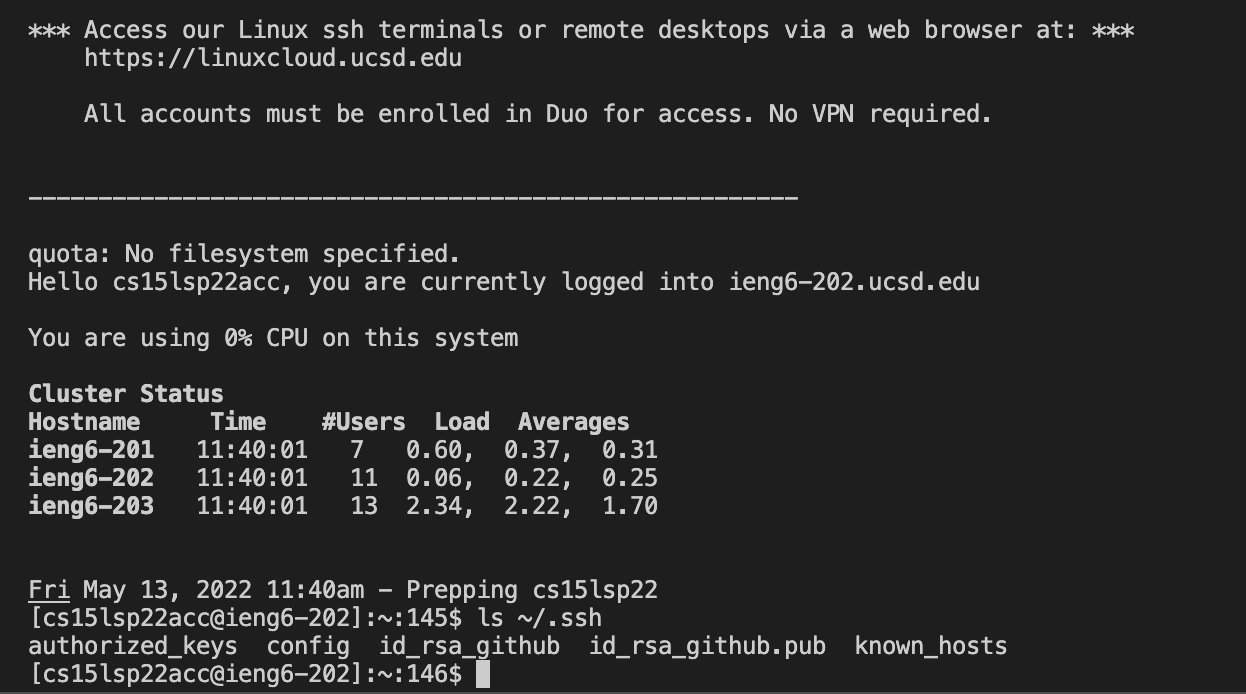 *** Access our Linux ssh terminals or remote desktops via a web browser at: ***
https://linuxcloud.ucsd.edu
All accounts must be enrolled in Duo for access. No VPN required.
-------------------------------------------------------
quota: No filesystem specified.
Hello cs15lsp22acc, you are currently logged into ieng6-202.ucsd.edu
You are using 0% CPU on this system
Cluster Status
Hostname     Time    #Users  Load  Averages
ieng6-201   11:40:01   7   0.60,  0.37,  0.31
ieng6-202   11:40:01   11  0.06,  0.22,  0.25
ieng6-203   11:40:01   13  2.34,  2.22,  1.70
Fri May 13, 2022 11:40am - Prepping cs15lsp22
[cs15lsp22acc@ieng6-202]:~:145$ ls ~/.ssh
authorized_keys  config  id_rsa_github  id_rsa_github.pub  known_hosts
[cs15lsp22acc@ieng6-202]:~:146$